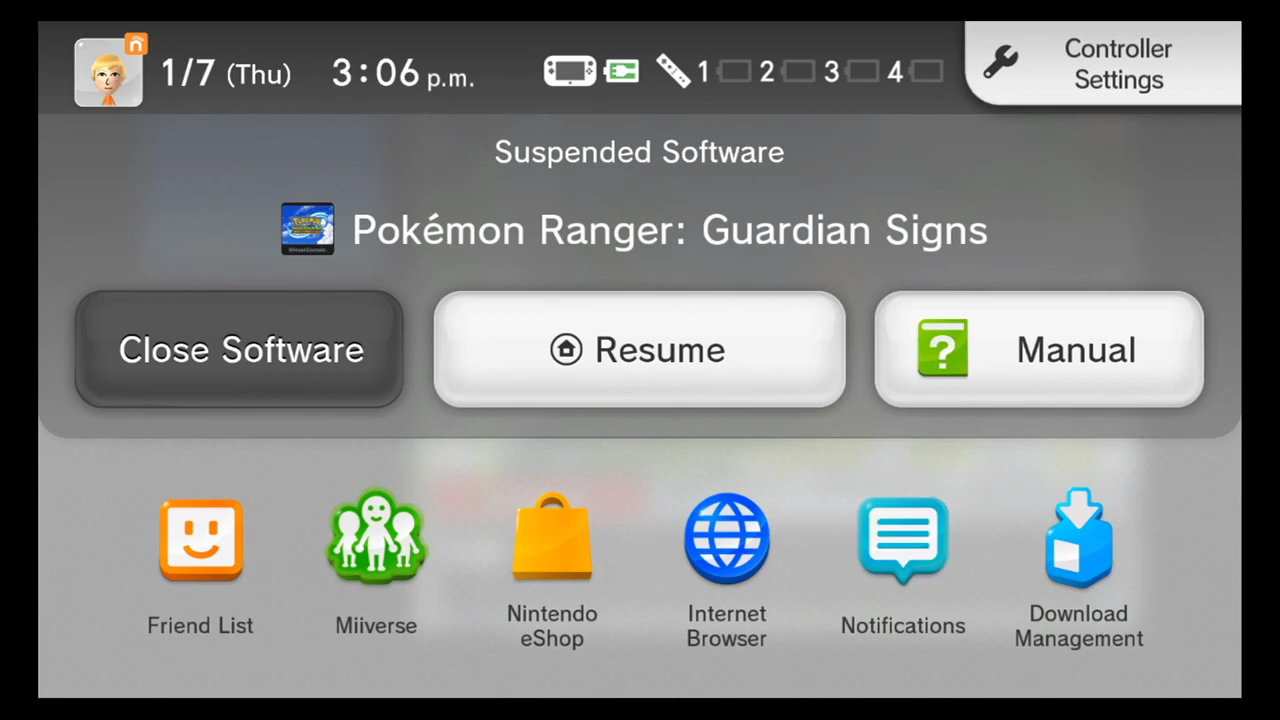 1/7 (Thu) 3:06 p.m. 1 2 3 4
Controller
Settings
Suspended Software
Pokémon Ranger: Guardian Signs
Close Software
Resume
? Manual
Friend List
Miiverse
Nintendo
eShop
Internet
Browser
Notifications
Download
Management